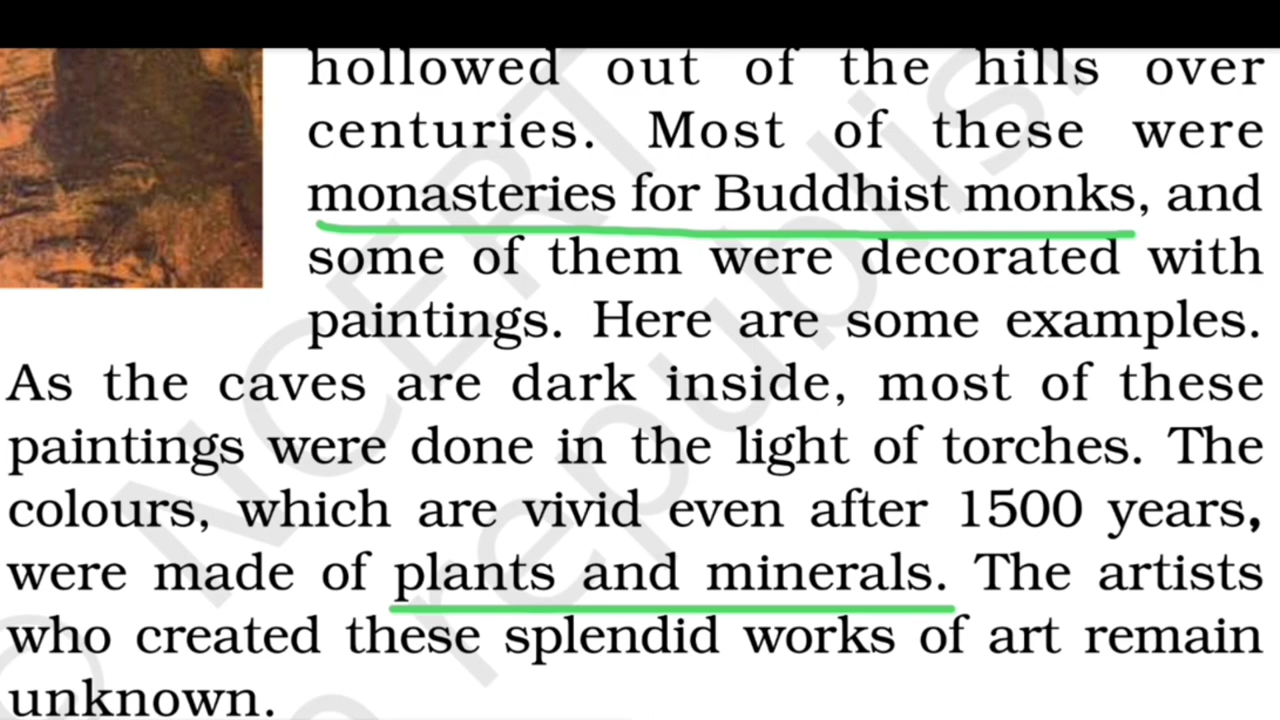 hollowed out of the hills over
centuries. Most of these were
monasteries for Buddhist monks, and
some of them were decorated with
paintings. Here are some examples.
As the caves are dark inside, most of these
paintings were done in the light of torches. The
colours, which are vivid even after 1500 years,
were made of plants and minerals. The artists
who created these splendid works of art remain
unknown.
NCERT
republis